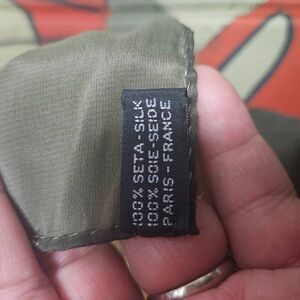 100% SETA-SILK
100% SOIE-SEIDE
PARIS-FRANCE